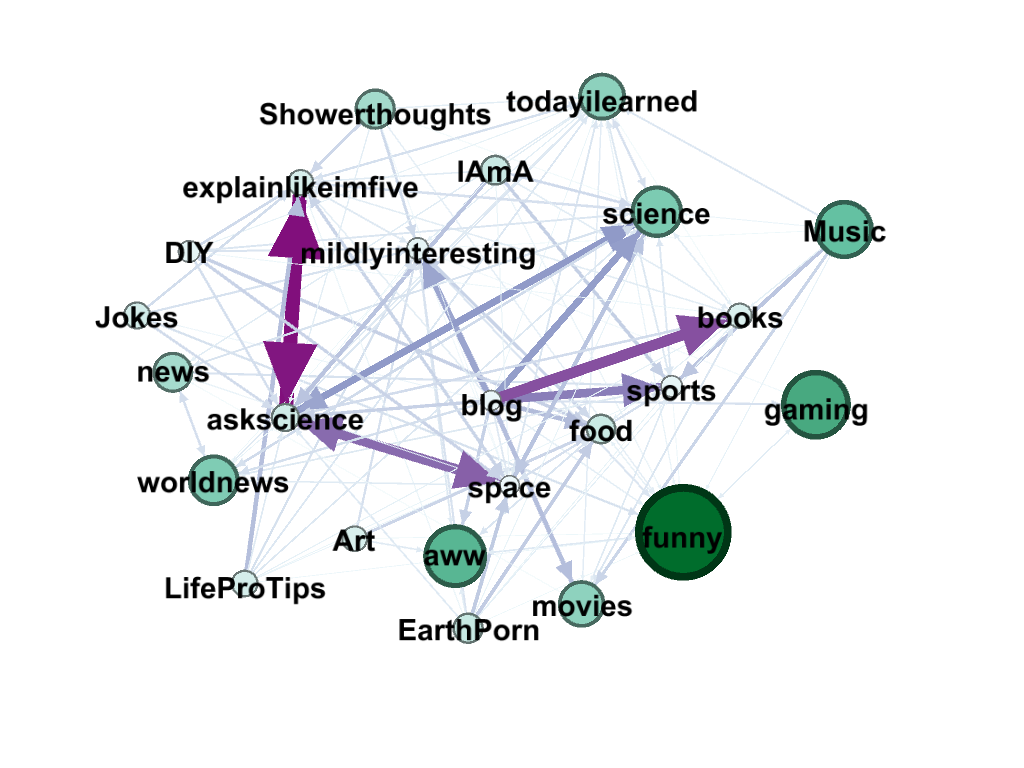 todayilearned
Showerthoughts
IAmA
explainlikeimfive
science
Music
DIY
mildlyinteresting
Jokes
books
news
sports
blog
gaming
askscience
food
worldnews
space
funny
Art
aww
LifeProTips
movies
EarthPorn